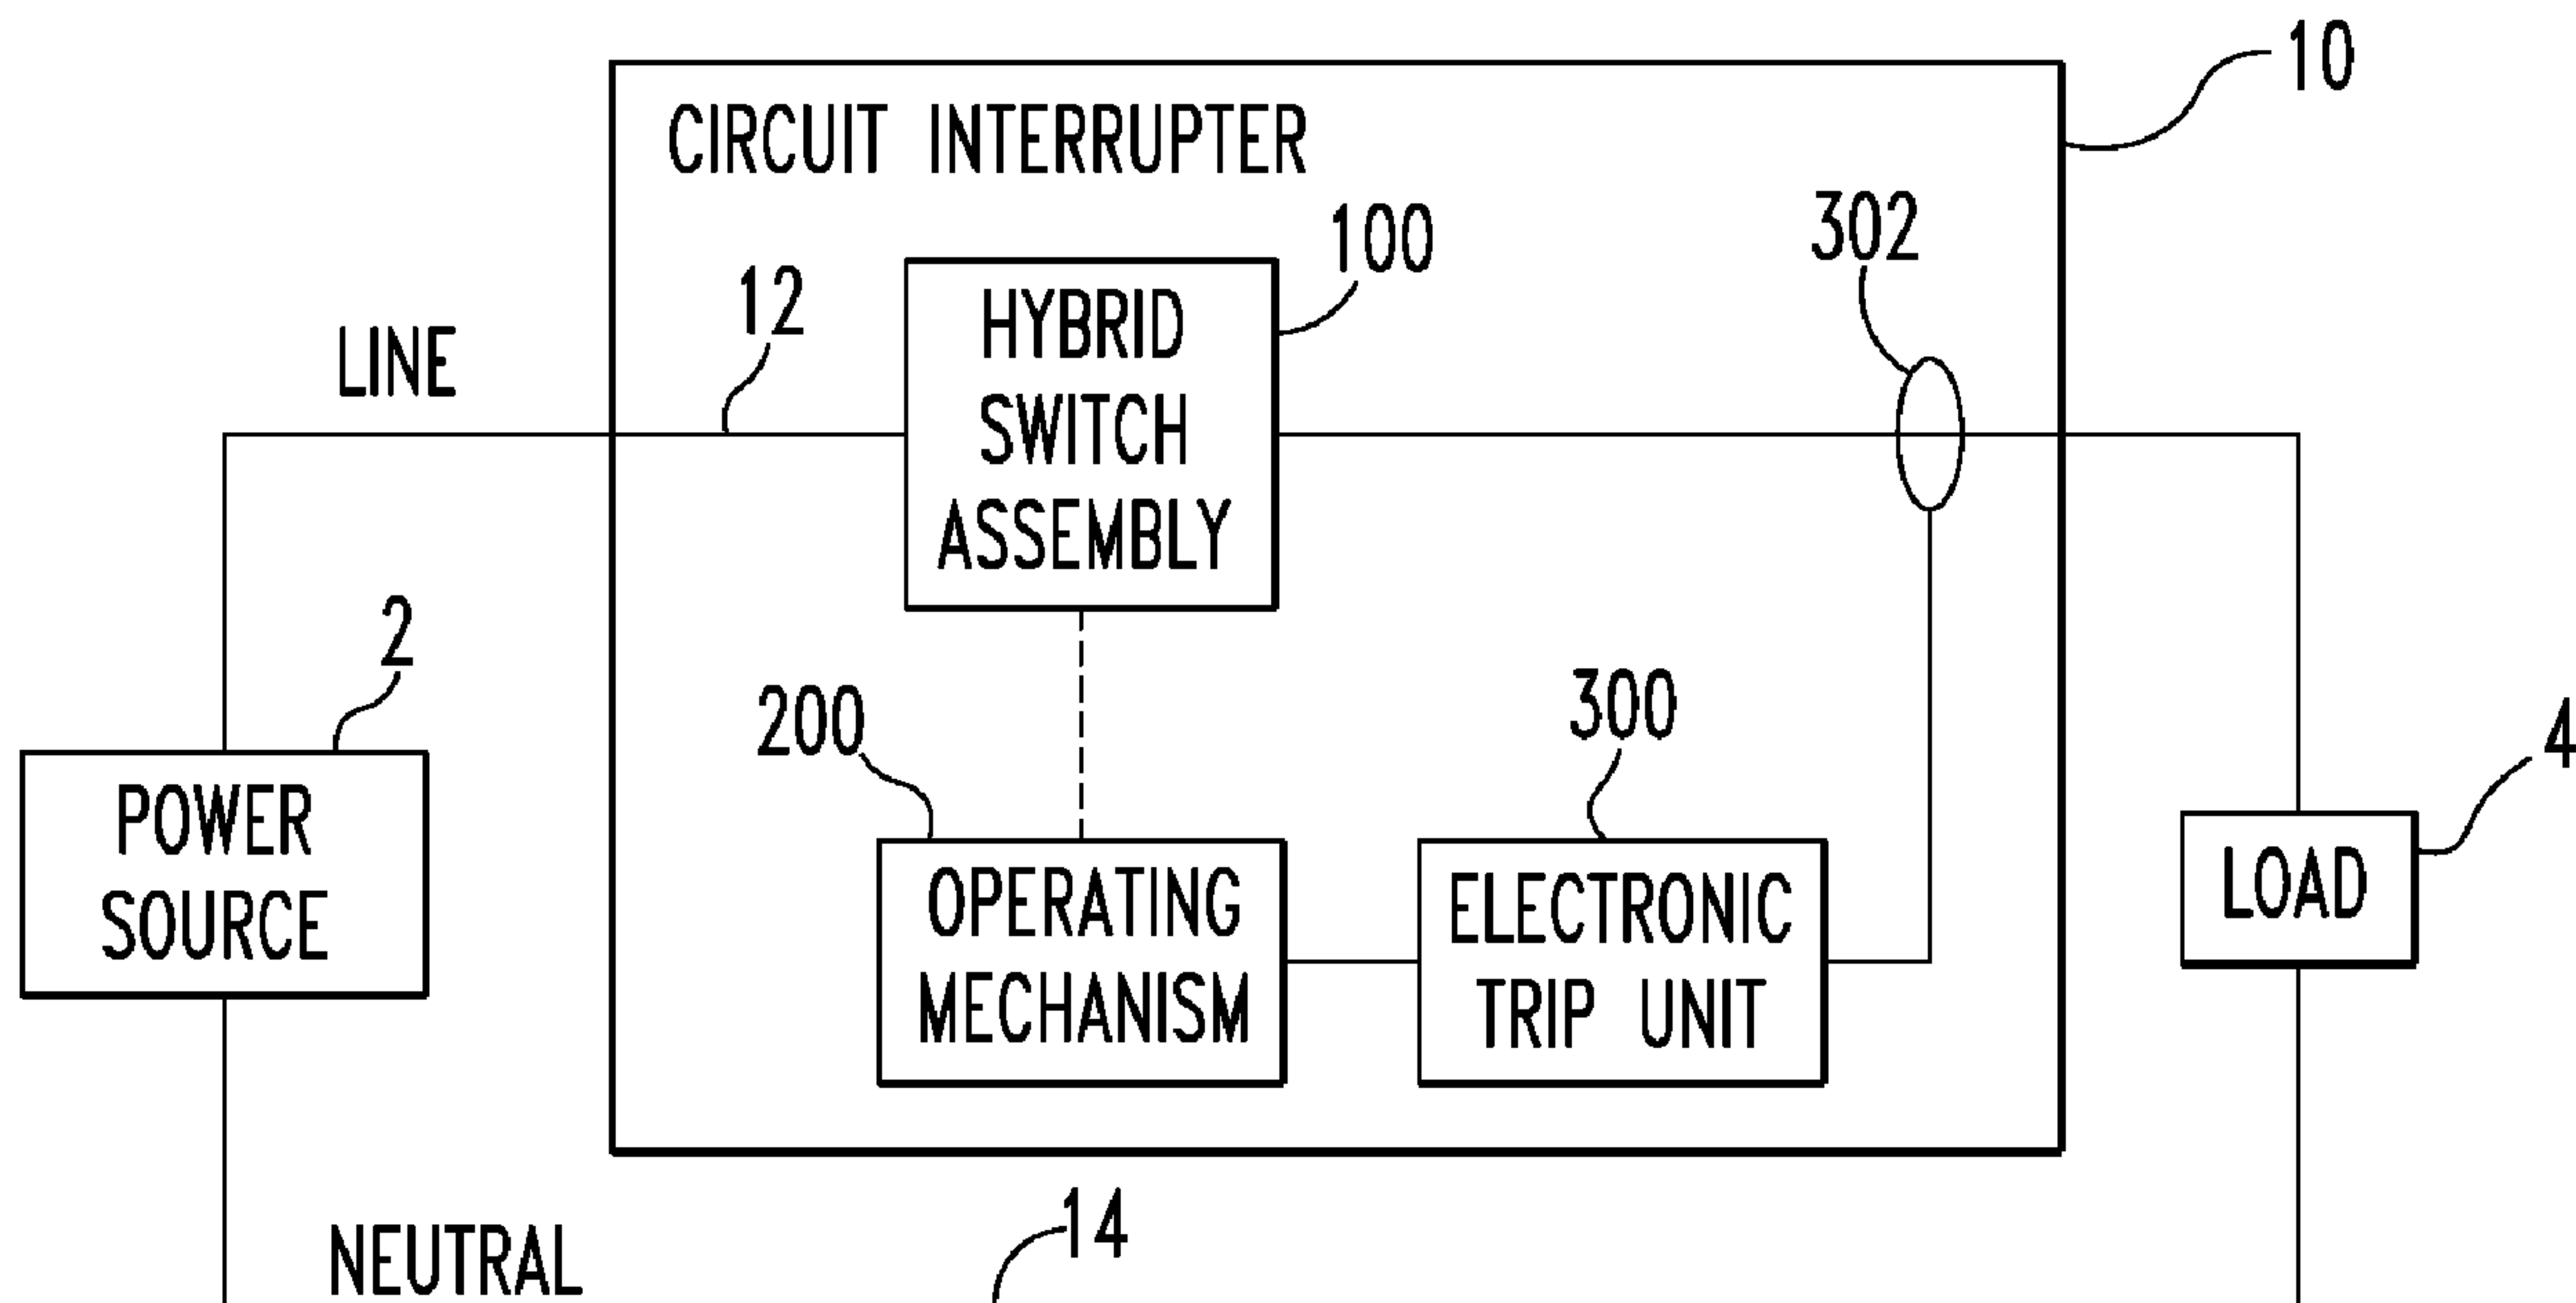 10
CIRCUIT INTERRUPTER
302
100
12
HYBRID
SWITCH
ASSEMBLY
LINE
2
200
300
4
POWER
SOURCE
OPERATING
MECHANISM
ELECTRONIC
TRIP UNIT
LOAD
14
NEUTRAL